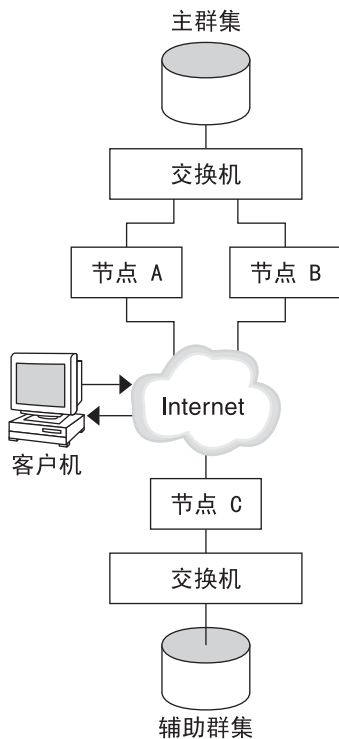 主群集
交换机
节点 A
节点 B
Internet
客户机
节点 C
交换机
辅助群集